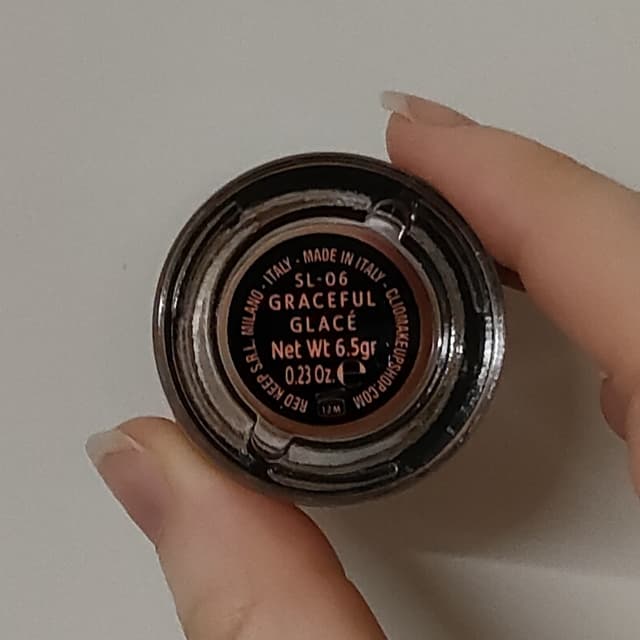 RED KEEP S.R.L. MILANO - ITALY - MADE IN ITALY - CLIOMAKEUPSHOP.COM
SL-06
GRACEFUL
GLACÉ
Net Wt 6.5gr
0.23 Oz. e
12 M